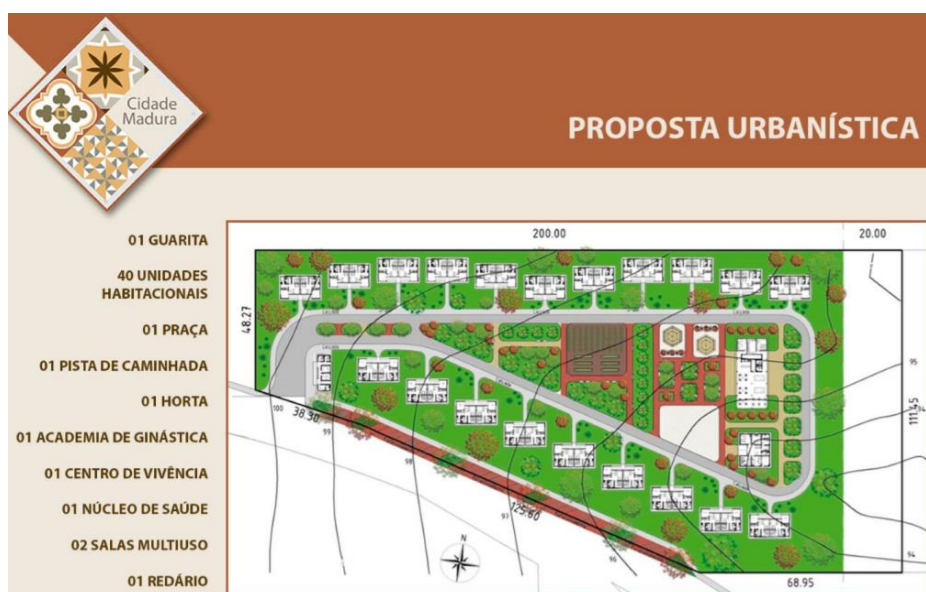 Cidade
Madura
PROPOSTA URBANÍSTICA
01 GUARITA
40 UNIDADES
HABITACIONAIS
01 PRAÇA
01 PISTA DE CAMINHADA
01 HORTA
01 ACADEMIA DE GINÁSTICA
01 CENTRO DE VIVÊNCIA
01 NÚCLEO DE SAÚDE
02 SALAS MULTIUSO
01 REDÁRIO
200.00
20.00
48.27
95
111.45
94
100
38.30
99
98
125.60
97
96
N
94
68.95